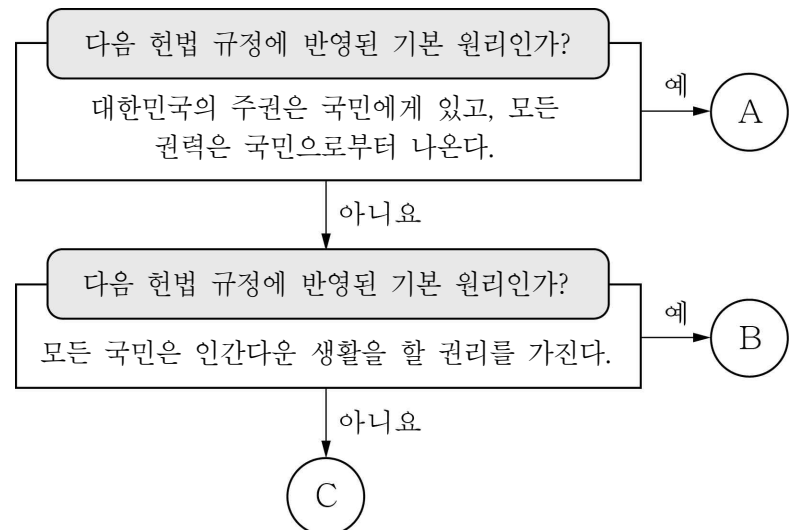 다음 헌법 규정에 반영된 기본 원리인가?
대한민국의 주권은 국민에게 있고, 모든
권력은 국민으로부터 나온다.
예
A
아니요
다음 헌법 규정에 반영된 기본 원리인가?
모든 국민은 인간다운 생활을 할 권리를 가진다.
예
B
아니요
C